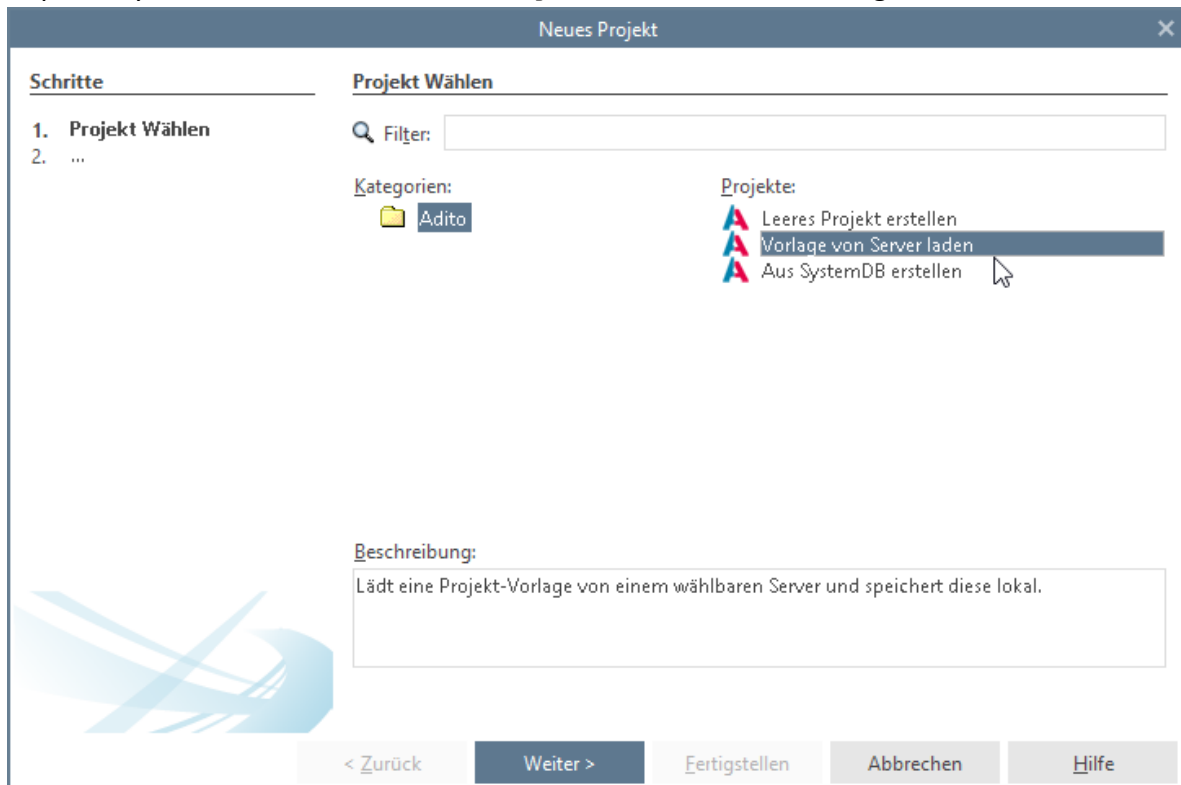 Neues Projekt
Schritte
1. Projekt Wählen
2. ...
Projekt Wählen
Filter:
Kategorien:
Adito
Projekte:
Leeres Projekt erstellen
Vorlage von Server laden
Aus SystemDB erstellen
Beschreibung:
Lädt eine Projekt-Vorlage von einem wählbaren Server und speichert diese lokal.
< Zurück Weiter > Fertigstellen Abbrechen Hilfe